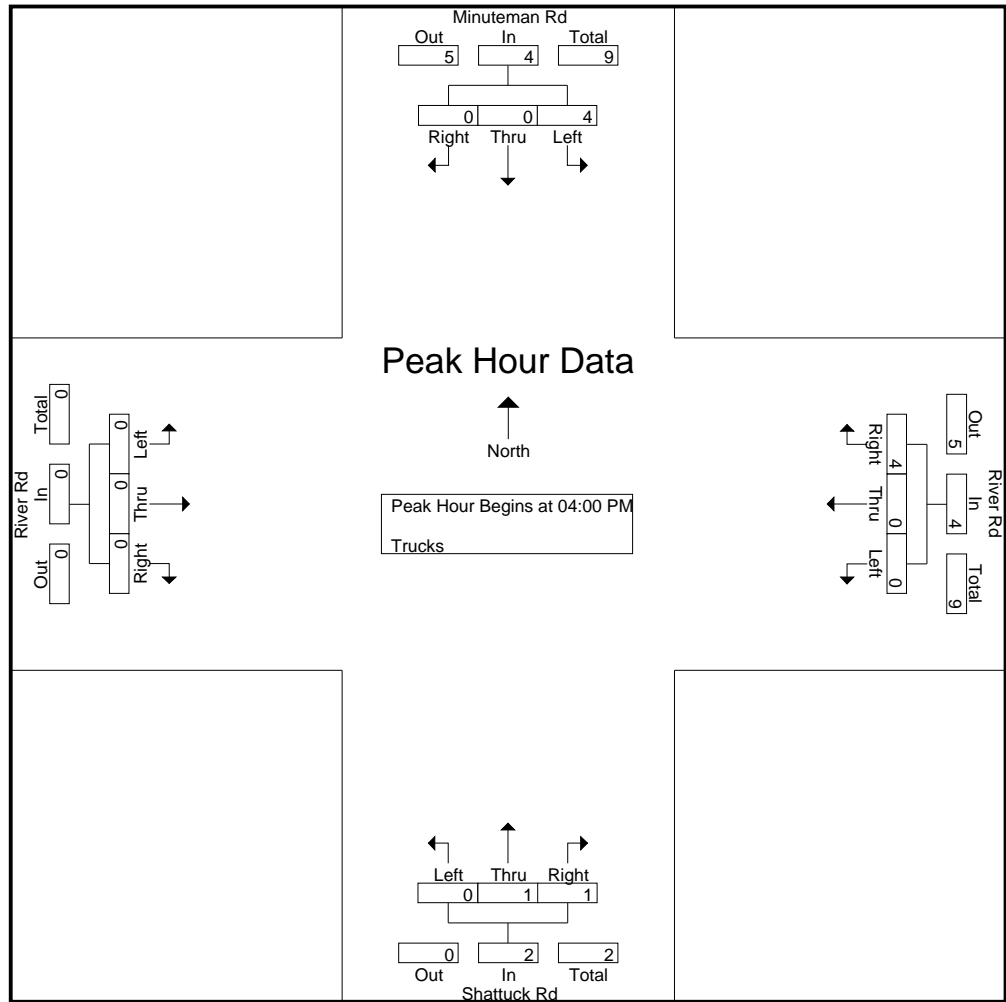 Minuteman Rd
Out In Total
5 4 9
0 0 4
Right Thru Left
Peak Hour Data
North
Peak Hour Begins at 04:00 PM
Trucks
River Rd
Total In Out
0 0 0
0 0 0
Left Thru Right
River Rd
Out In Total
5 4 9
4 0 0
Right Thru Left
Left Thru Right
0 1 1
0 2 2
Out In Total
Shattuck Rd